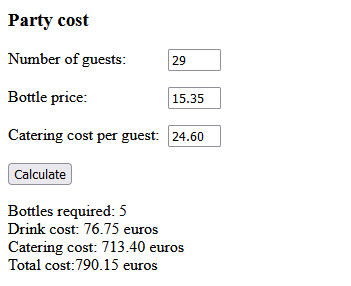 Party cost
Number of guests: 29
Bottle price: 15.35
Catering cost per guest: 24.60
Calculate
Bottles required: 5
Drink cost: 76.75 euros
Catering cost: 713.40 euros
Total cost:790.15 euros